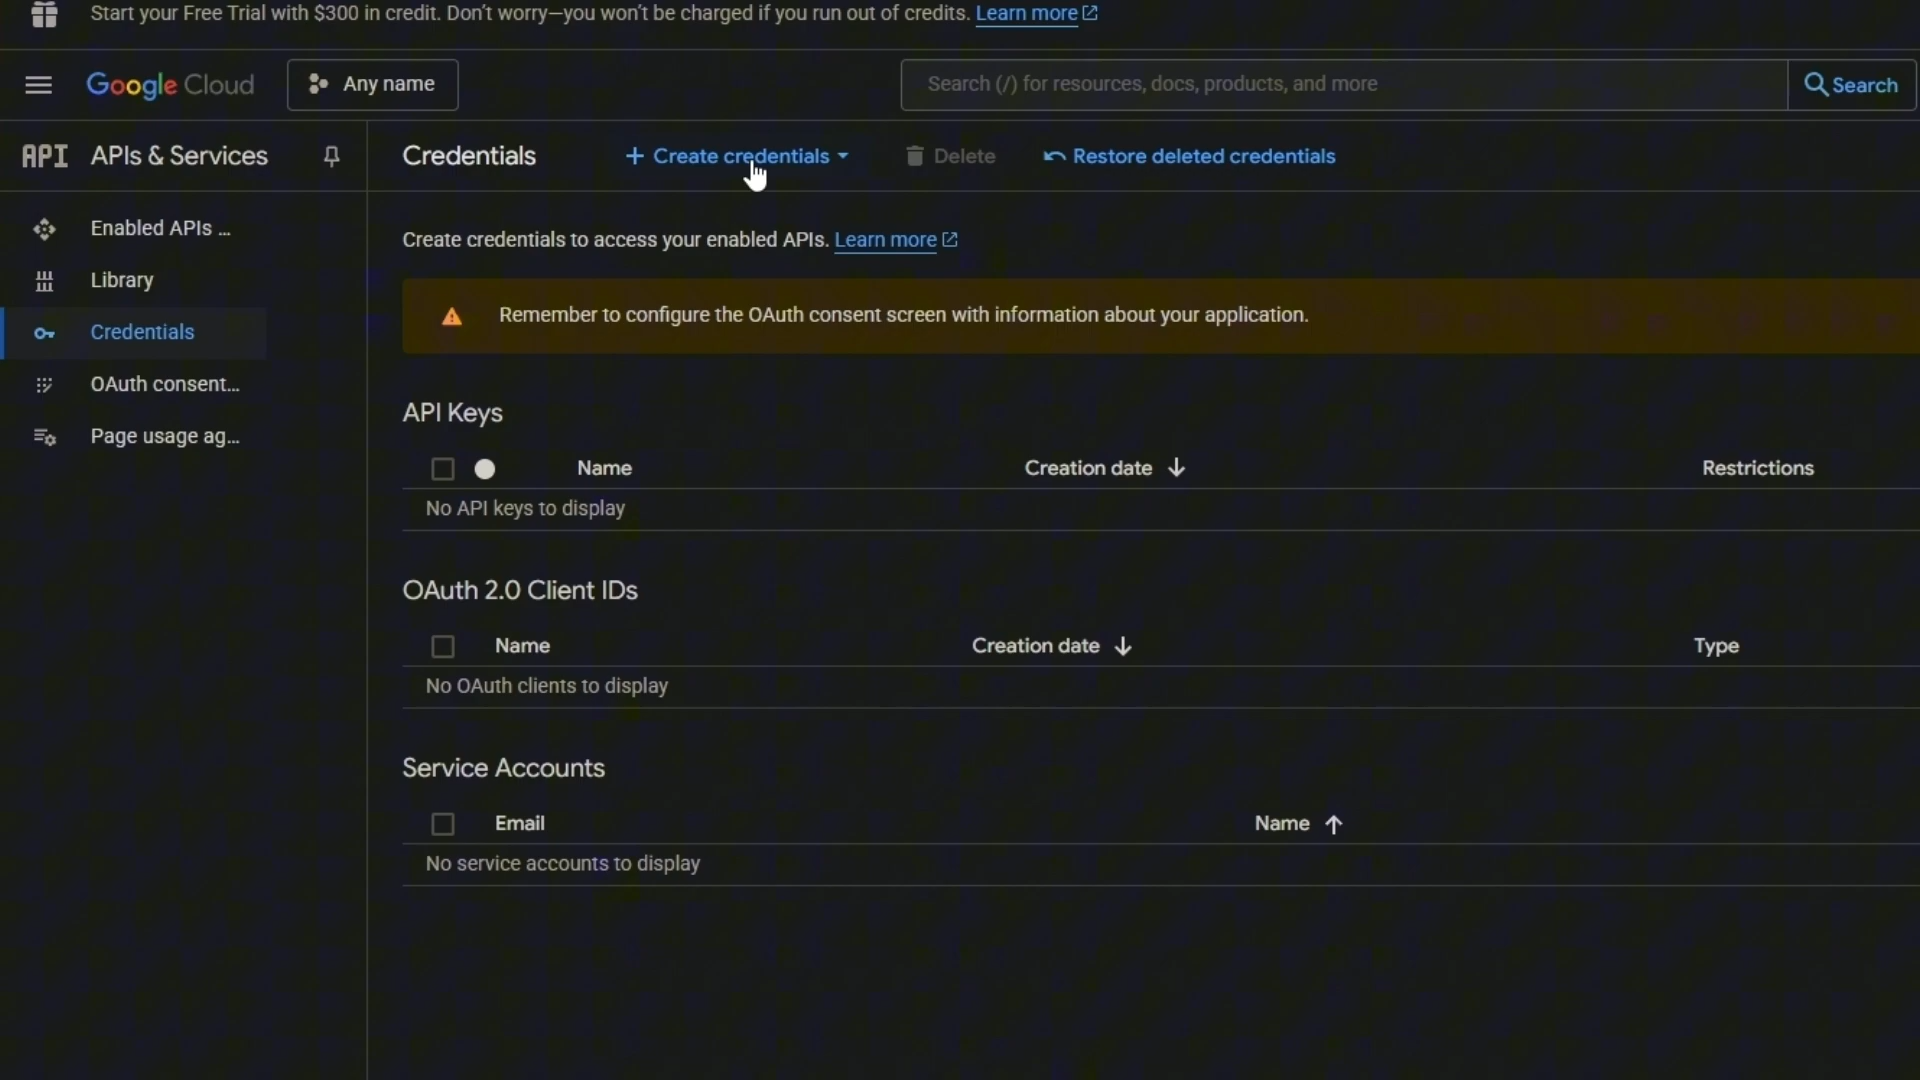 Start your Free Trial with $300 in credit. Don't worry—you won't be charged if you run out of credits. Learn more
Google Cloud
Any name
Search (/) for resources, docs, products, and more
Search
API
APIs & Services
Credentials
+ Create credentials
Delete
Restore deleted credentials
Enabled APIs ...
Library
Credentials
OAuth consent...
Page usage ag...
Create credentials to access your enabled APIs. Learn more
Remember to configure the OAuth consent screen with information about your application.
API Keys
Name
Creation date
Restrictions
No API keys to display
OAuth 2.0 Client IDs
Name
Creation date
Type
No OAuth clients to display
Service Accounts
Email
Name
No service accounts to display